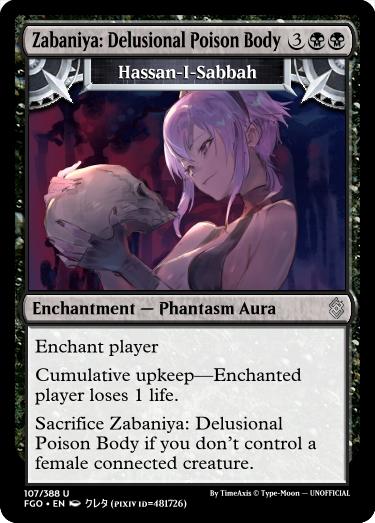 Zabaniya: Delusional Poison Body 3
Hassan-I-Sabbah
Enchantment — Phantasm Aura
Enchant player
Cumulative upkeep—Enchanted
player loses 1 life.
Sacrifice Zabaniya: Delusional
Poison Body if you don't control a
female connected creature.
107/388 U
FGO • EN クレタ (PIXIV ID=481726)
By TimeAxis © Type-Moon — UNOFFICIAL